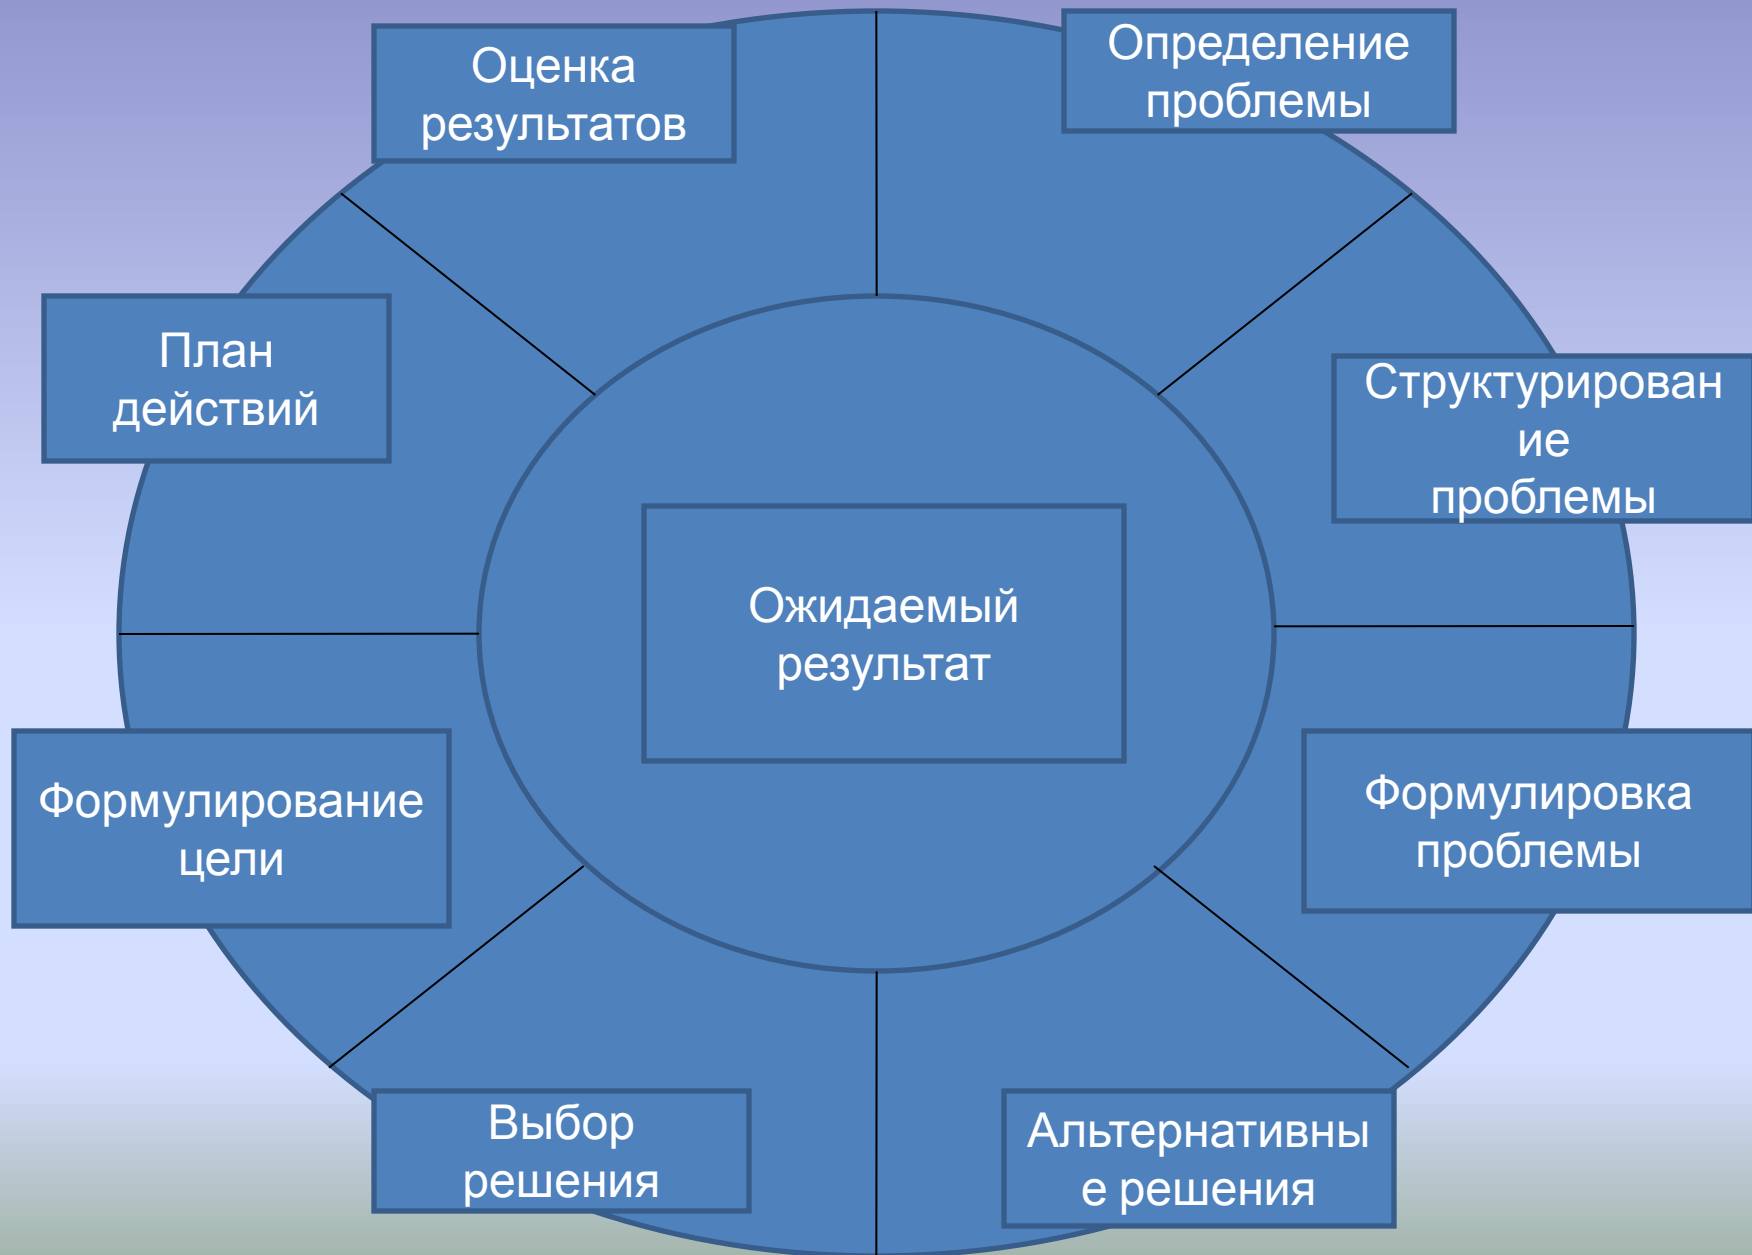 Оценка
результатов
Определение
проблемы
План
действий
Структурирован
ие
проблемы
Ожидаемый
результат
Формулирование
цели
Формулировка
проблемы
Выбор
решения
Альтернативны
е решения